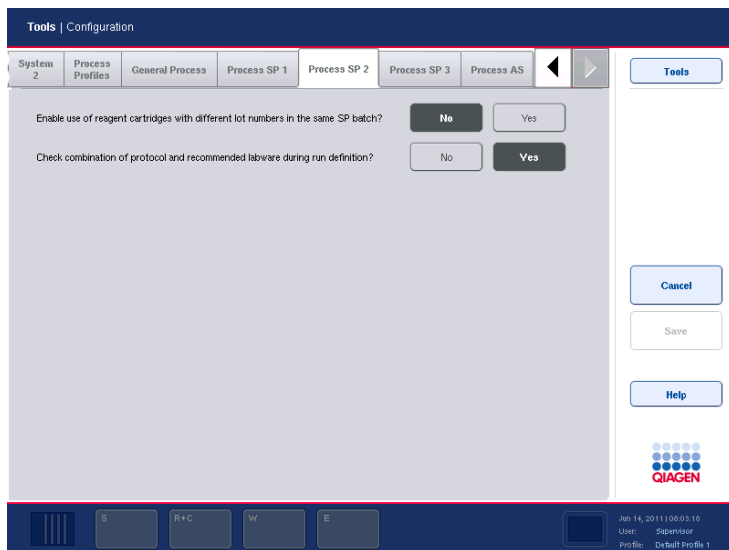 Tools | Configuration
System 2
Process Profiles
General Process
Process SP 1
Process SP 2
Process SP 3
Process AS
Tools
Enable use of reagent cartridges with different lot numbers in the same SP batch?
No
Yes
Check combination of protocol and recommended labware during run definition?
No
Yes
Cancel
Save
Help
QIAGEN
S
R+C
W
E
Jun 14, 2011 | 08:03:18
User: Supervisor
Profile: Default Profile 1